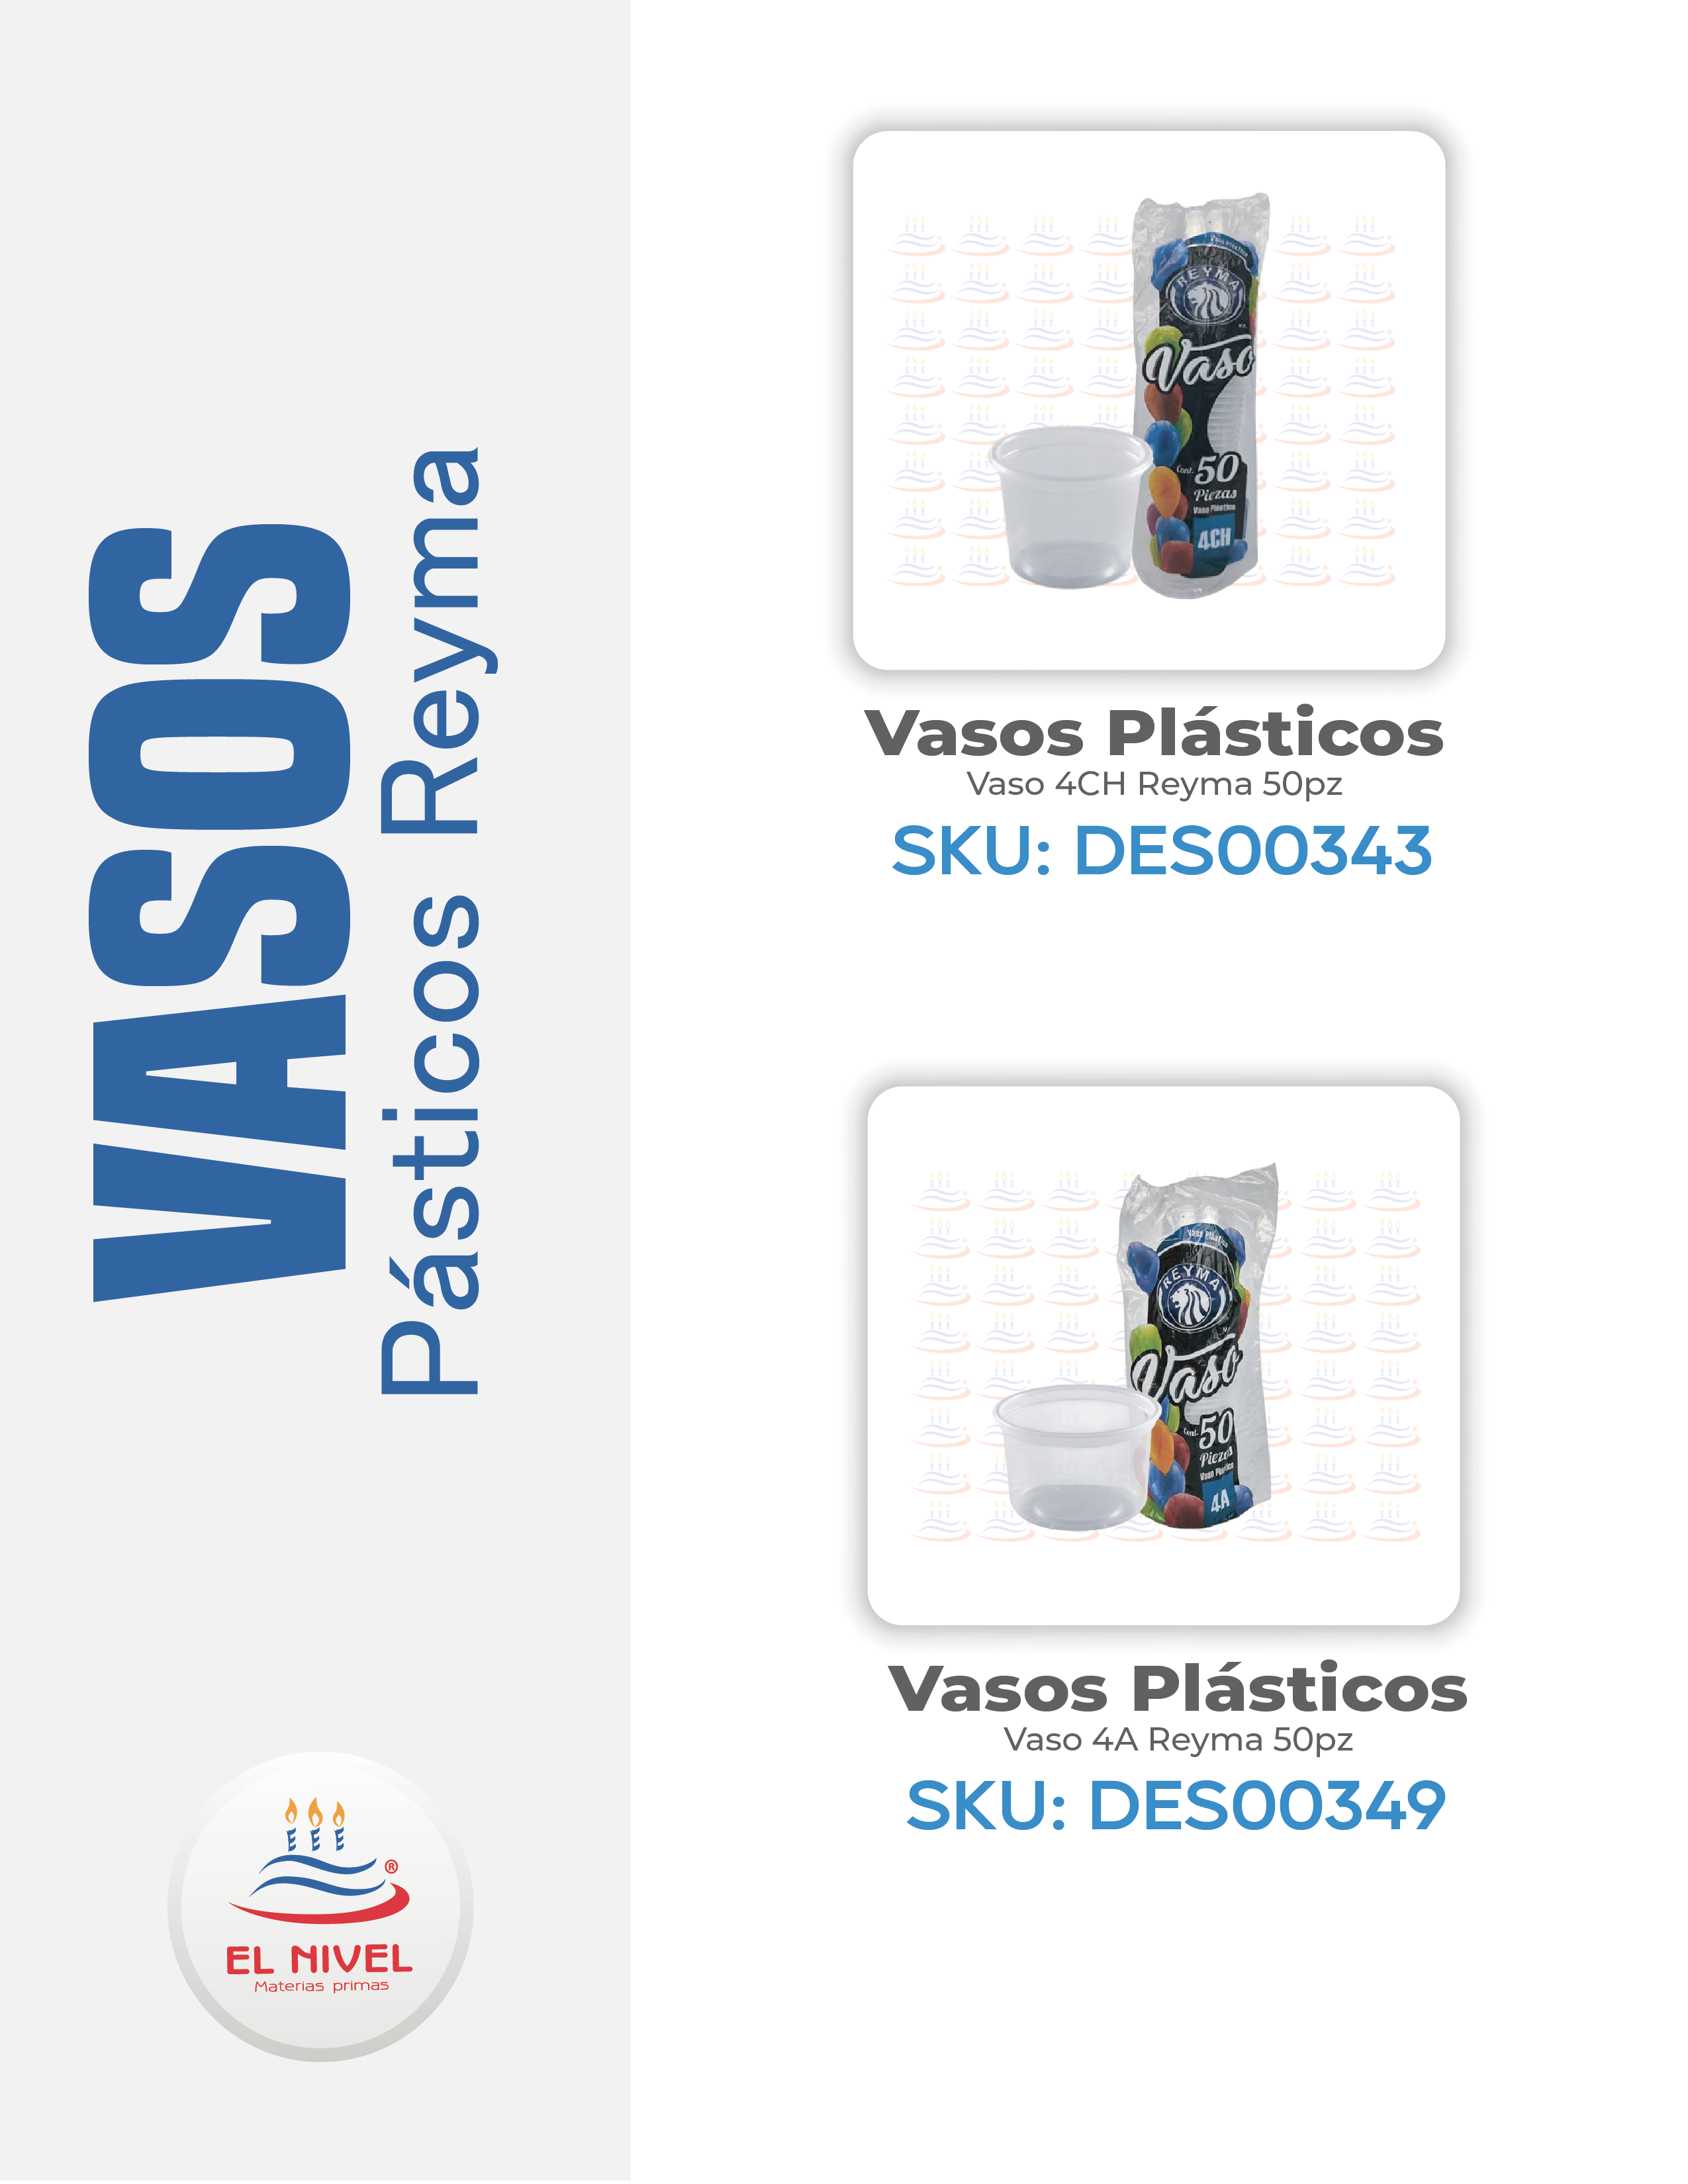 VASOS
Pásticos Reyma
EL NIVEL
Materias primas
®
Vaso Plástico
REYMA
Vaso
Cont. 50
Piezas
Vaso Plástico
4CH
Vasos Plásticos
Vaso 4CH Reyma 50pz
SKU: DES00343
Vaso Plástico
REYMA
Vaso
Cont. 50
Piezas
Vaso Plástico
4A
Vasos Plásticos
Vaso 4A Reyma 50pz
SKU: DES00349